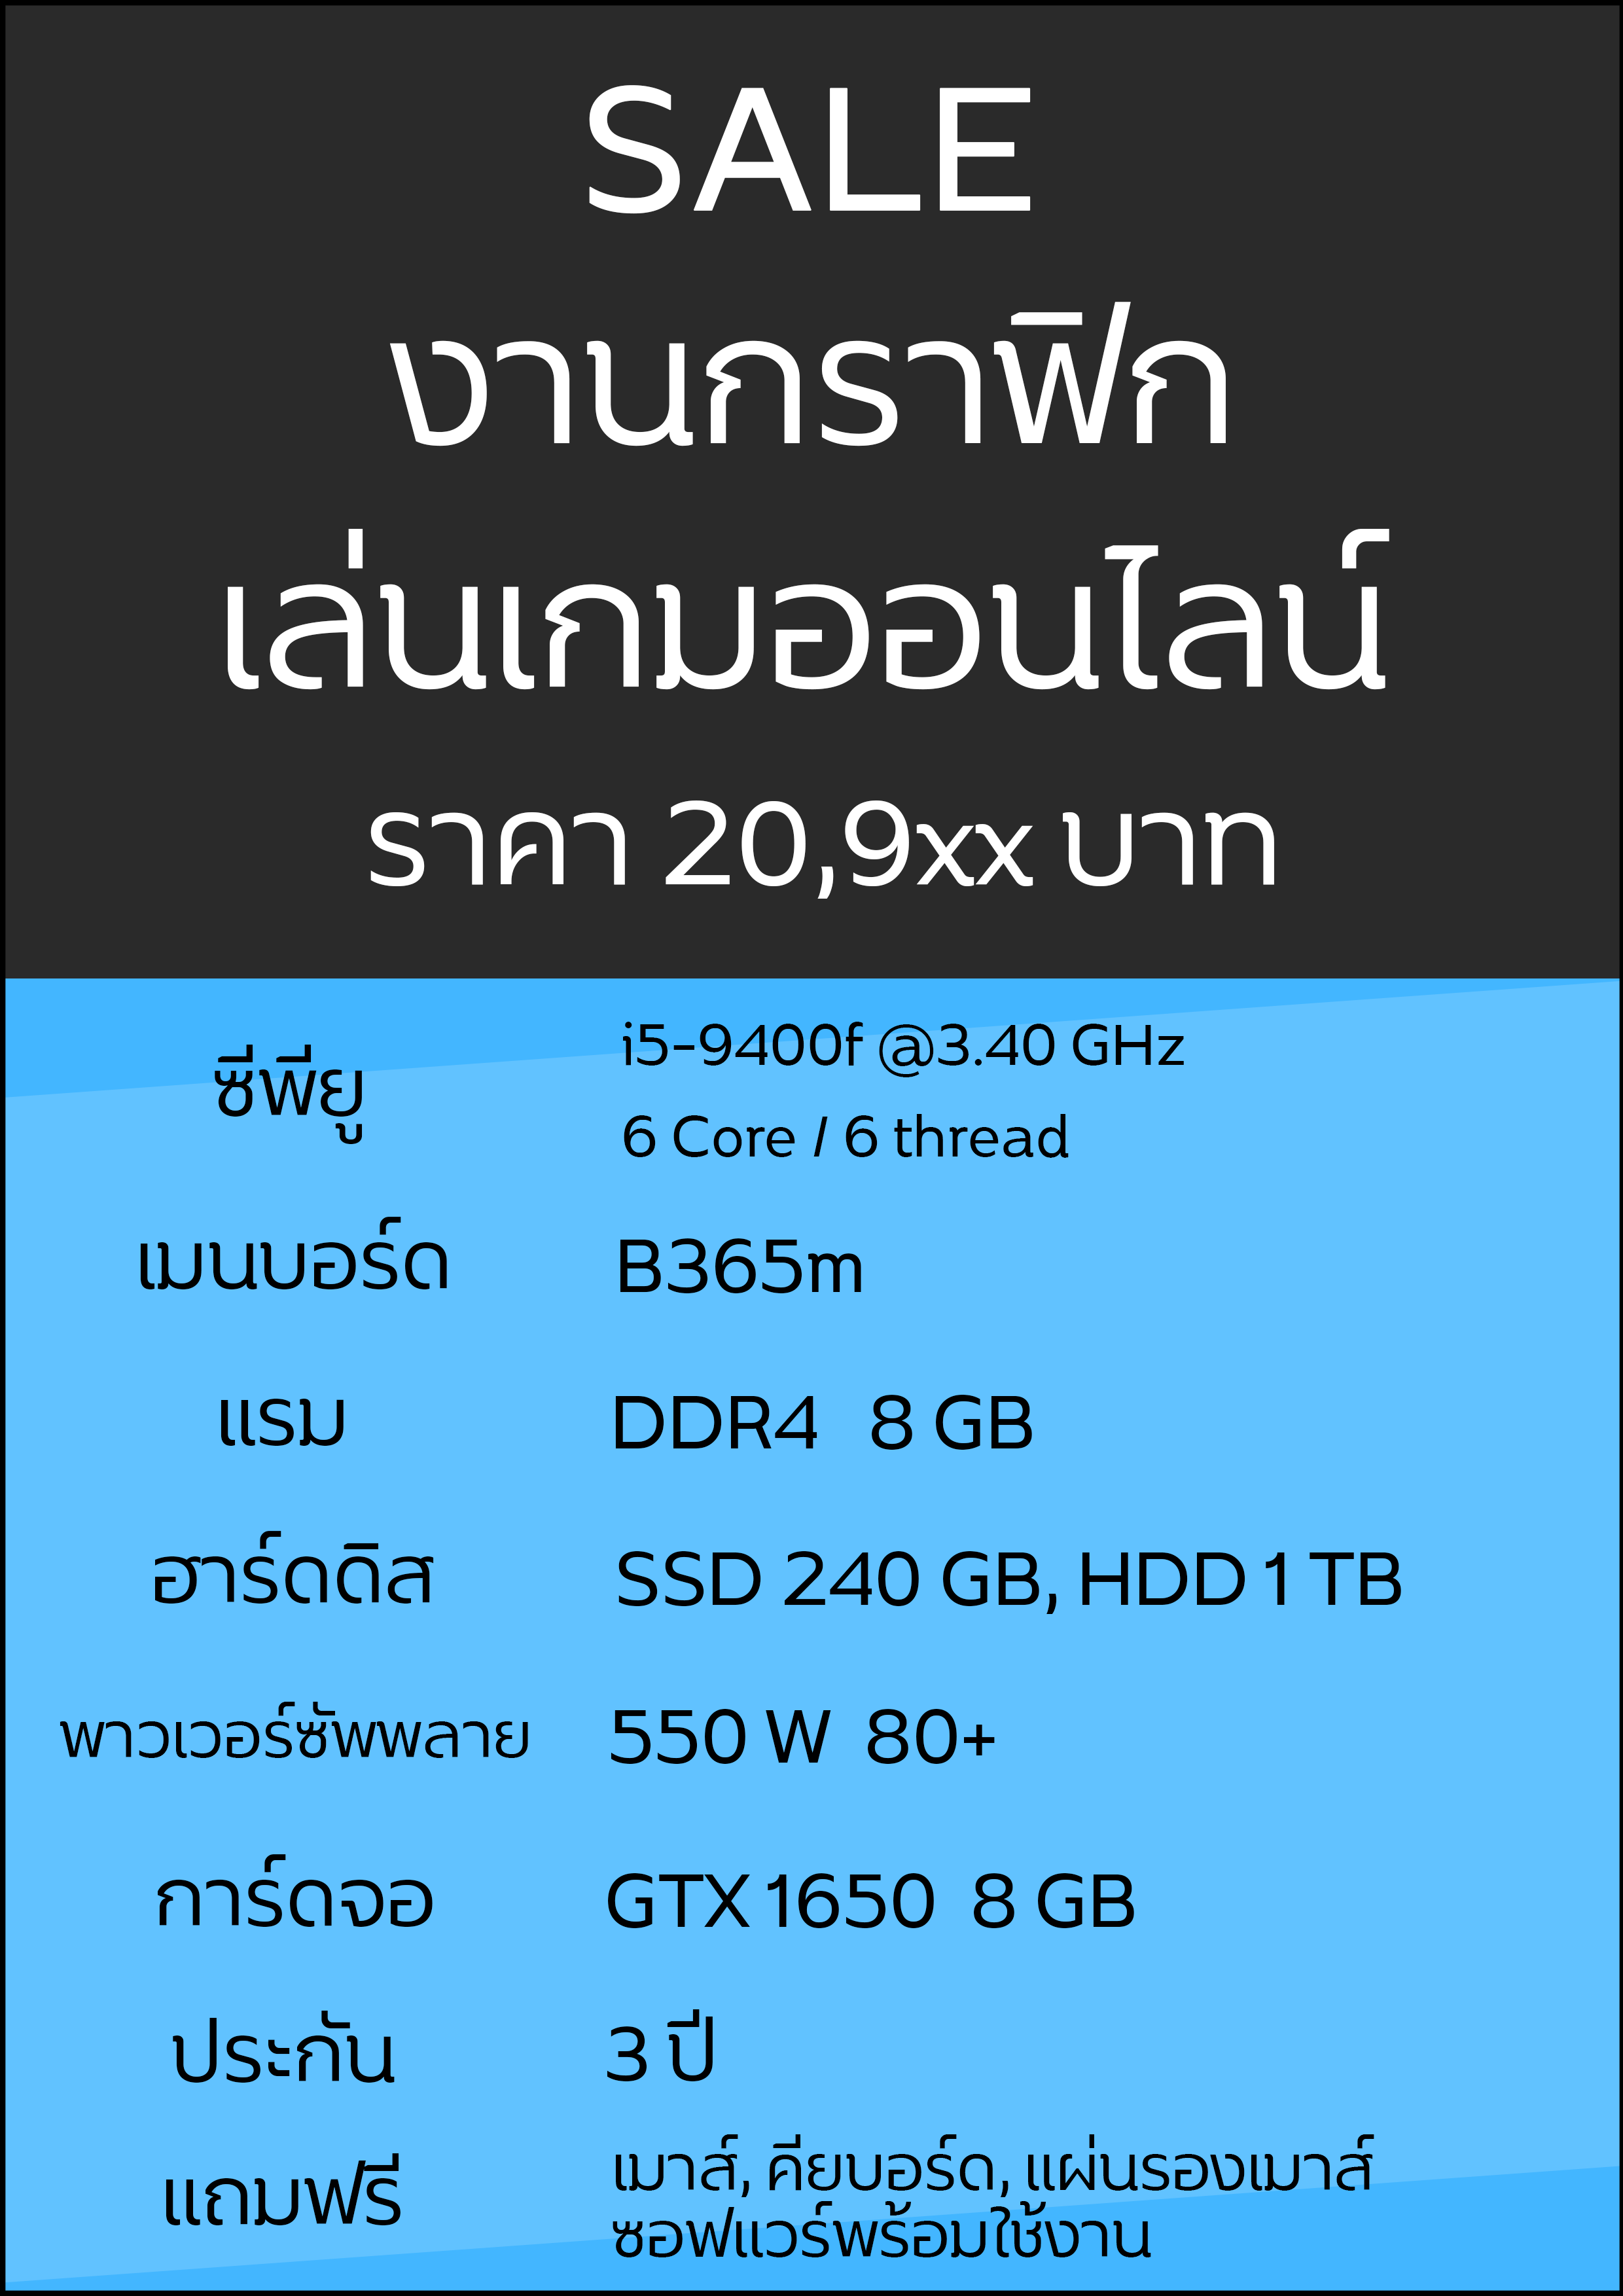 SALE
งานกราฟิก
เล่นเกมออนไลน์
ราคา 20,9xx บาท
ซีพียู
i5-9400f @3.40 GHz
6 Core / 6 thread
เมนบอร์ด B365m
แรม DDR4 8 GB
ฮาร์ดดิส SSD 240 GB, HDD 1 TB
พาวเวอร์ซัพพลาย 550 W 80+
การ์ดจอ GTX 1650 8 GB
ประกัน 3 ปี
แถมฟรี
เมาส์, คียบอร์ด, แผ่นรองเมาส์
ซอฟแวร์พร้อมใช้งาน